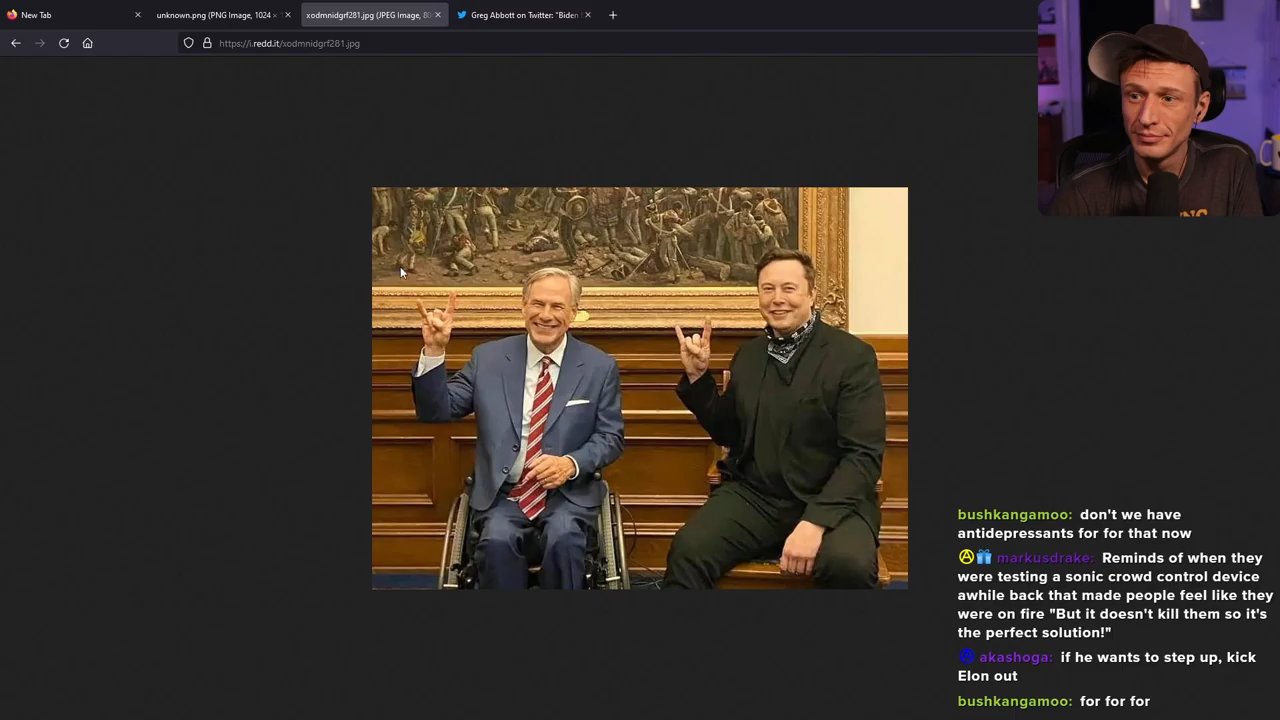 New Tab
unknown.png (PNG Image, 1024 ×
xodmnidgrf281.jpg (JPEG Image, 80
Greg Abbott on Twitter: "Biden
https://i.redd.it/xodmnidgrf281.jpg
bushkangamoo: don't we have
antidepressants for for that now
markusdrake: Reminds of when they
were testing a sonic crowd control device
awhile back that made people feel like they
were on fire "But it doesn't kill them so it's
the perfect solution!"
akashoga: if he wants to step up, kick
Elon out
bushkangamoo: for for for